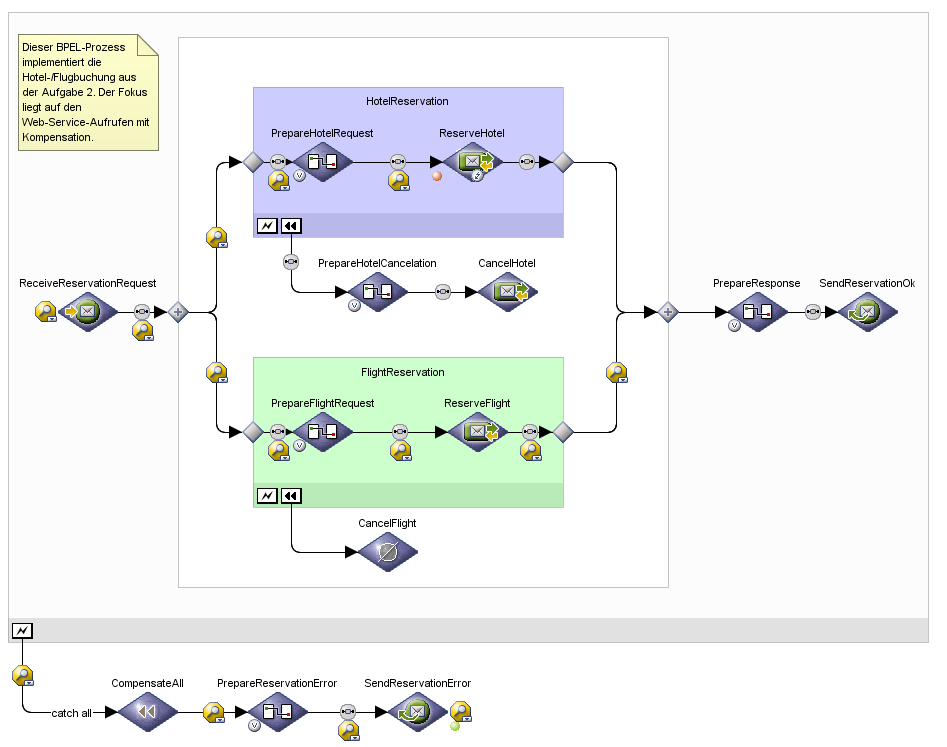 Dieser BPEL-Prozess
implementiert die
Hotel-/Flugbuchung aus
der Aufgabe 2. Der Fokus
liegt auf den
Web-Service-Aufrufen mit
Kompensation.
HotelReservation
PrepareHotelRequest
ReserveHotel
PrepareHotelCancelation
CancelHotel
ReceiveReservationRequest
PrepareResponse
SendReservationOk
FlightReservation
PrepareFlightRequest
ReserveFlight
CancelFlight
CompensateAll
PrepareReservationError
SendReservationError
catch all